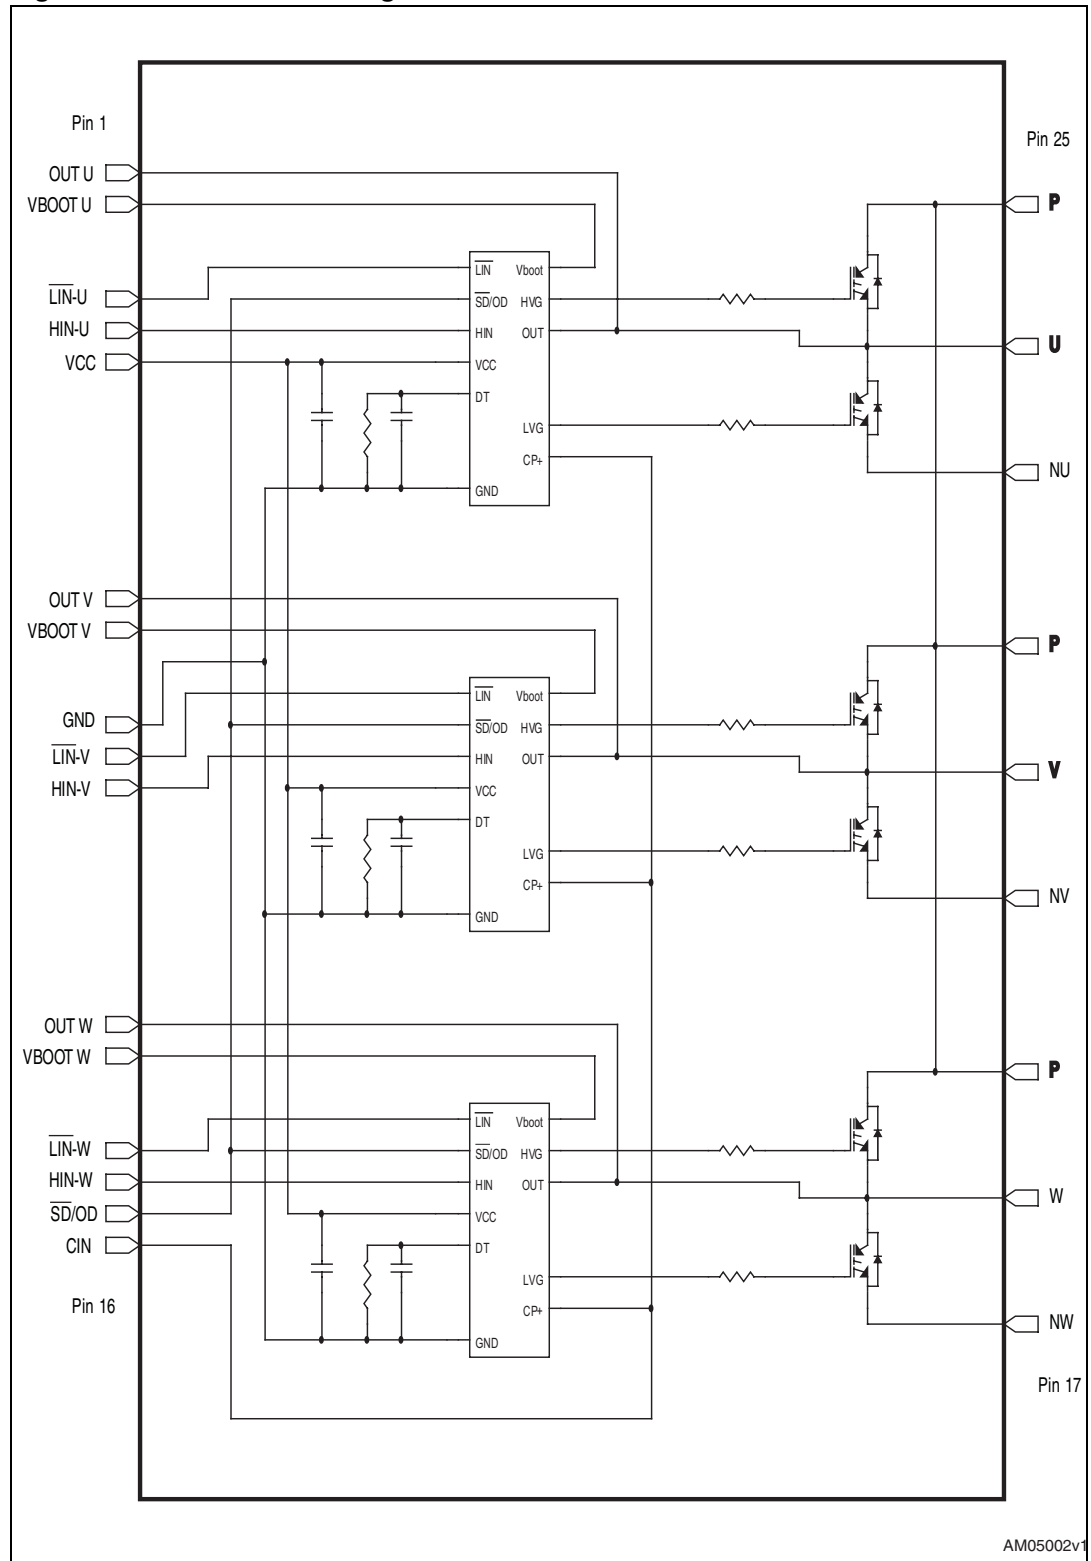 Pin 1
OUT U
VBOOT U
LIN-U
HIN-U
VCC
OUT V
VBOOT V
GND
LIN-V
HIN-V
OUT W
VBOOT W
LIN-W
HIN-W
SD/OD
CIN
Pin 16
LIN
SD/OD
HIN
VCC
DT
GND
Vboot
HVG
OUT
LVG
CP+
LIN
SD/OD
HIN
VCC
DT
GND
Vboot
HVG
OUT
LVG
CP+
LIN
SD/OD
HIN
VCC
DT
GND
Vboot
HVG
OUT
LVG
CP+
Pin 25
P
U
NU
P
V
NV
P
W
NW
Pin 17
AM05002v1